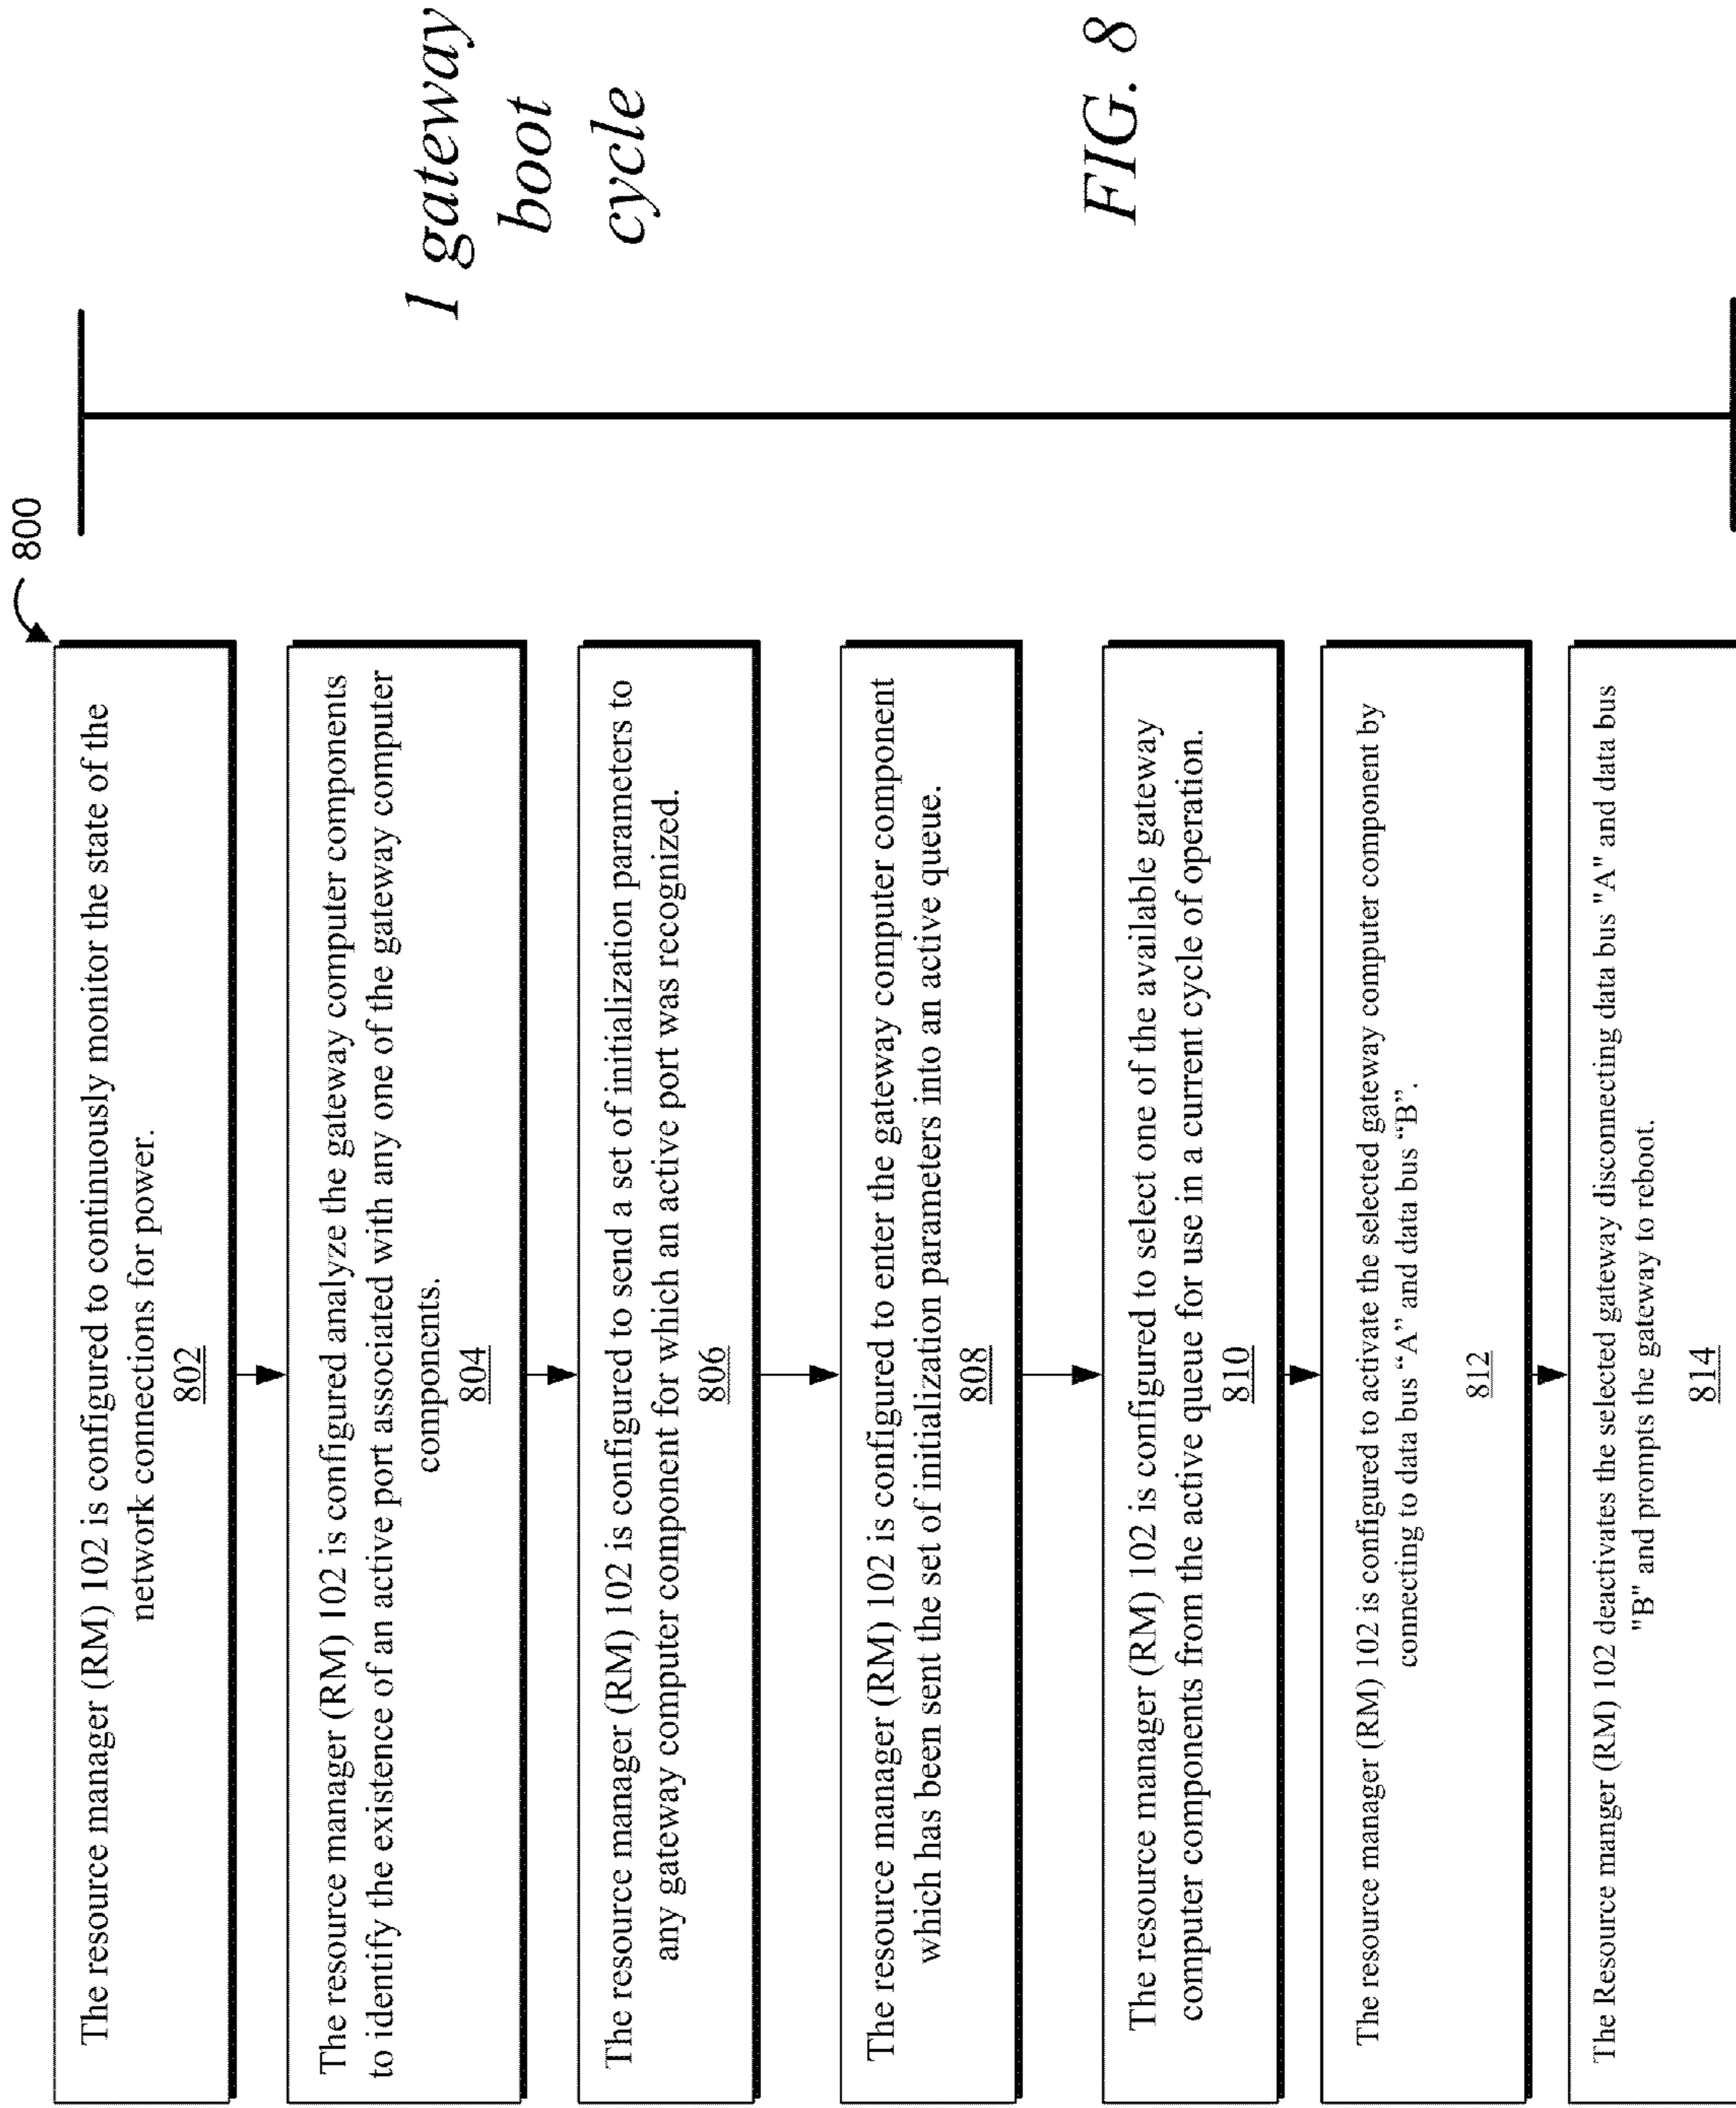 800
The resource manager (RM) 102 is configured to continuously monitor the state of the
network connections for power.
802
The resource manager (RM) 102 is configured analyze the gateway computer components
to identify the existence of an active port associated with any one of the gateway computer
components.
804
The resource manager (RM) 102 is configured to send a set of initialization parameters to
any gateway computer component for which an active port was recognized.
806
The resource manager (RM) 102 is configured to enter the gateway computer component
which has been sent the set of initialization parameters into an active queue.
808
The resource manager (RM) 102 is configured to select one of the available gateway
computer components from the active queue for use in a current cycle of operation.
810
The resource manager (RM) 102 is configured to activate the selected gateway computer component by
connecting to data bus “A” and data bus “B”.
812
The Resource manger (RM) 102 deactivates the selected gateway disconnecting data bus "A" and data bus
"B" and prompts the gateway to reboot.
814
1 gateway
boot
cycle
FIG. 8